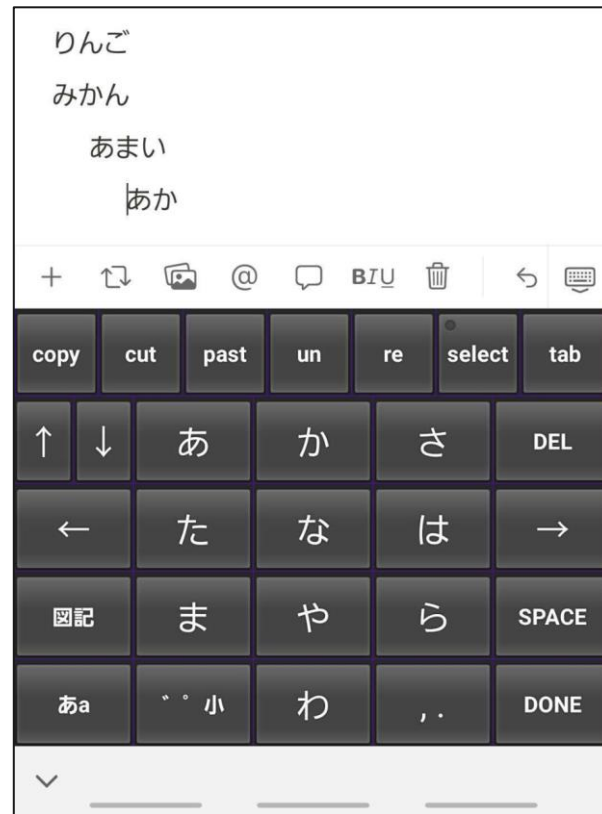 りんご
みかん
あまい
あか
+ @ BIU
copy cut past un re select tab
↑ ↓ あ か さ DEL
← た な は →
図記 ま や ら SPACE
あa ゛゜小 わ , . DONE